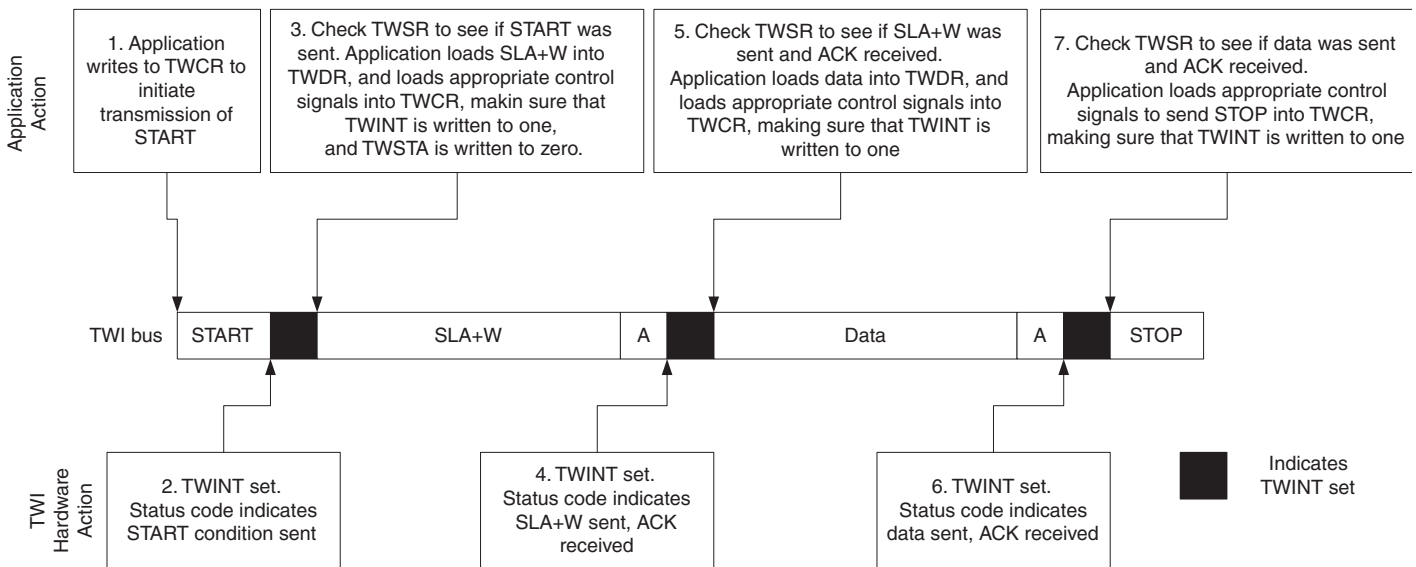 Application
Action
1. Application
writes to TWCR to
initiate
transmission of
START
3. Check TWSR to see if START was
sent. Application loads SLA+W into
TWDR, and loads appropriate control
signals into TWCR, makin sure that
TWINT is written to one,
and TWSTA is written to zero.
5. Check TWSR to see if SLA+W was
sent and ACK received.
Application loads data into TWDR, and
loads appropriate control signals into
TWCR, making sure that TWINT is
written to one
7. Check TWSR to see if data was sent
and ACK received.
Application loads appropriate control
signals to send STOP into TWCR,
making sure that TWINT is written to one
TWI bus
START
SLA+W
A
Data
A
STOP
TWI
Hardware
Action
2. TWINT set.
Status code indicates
START condition sent
4. TWINT set.
Status code indicates
SLA+W sent, ACK
received
6. TWINT set.
Status code indicates
data sent, ACK received
Indicates
TWINT set